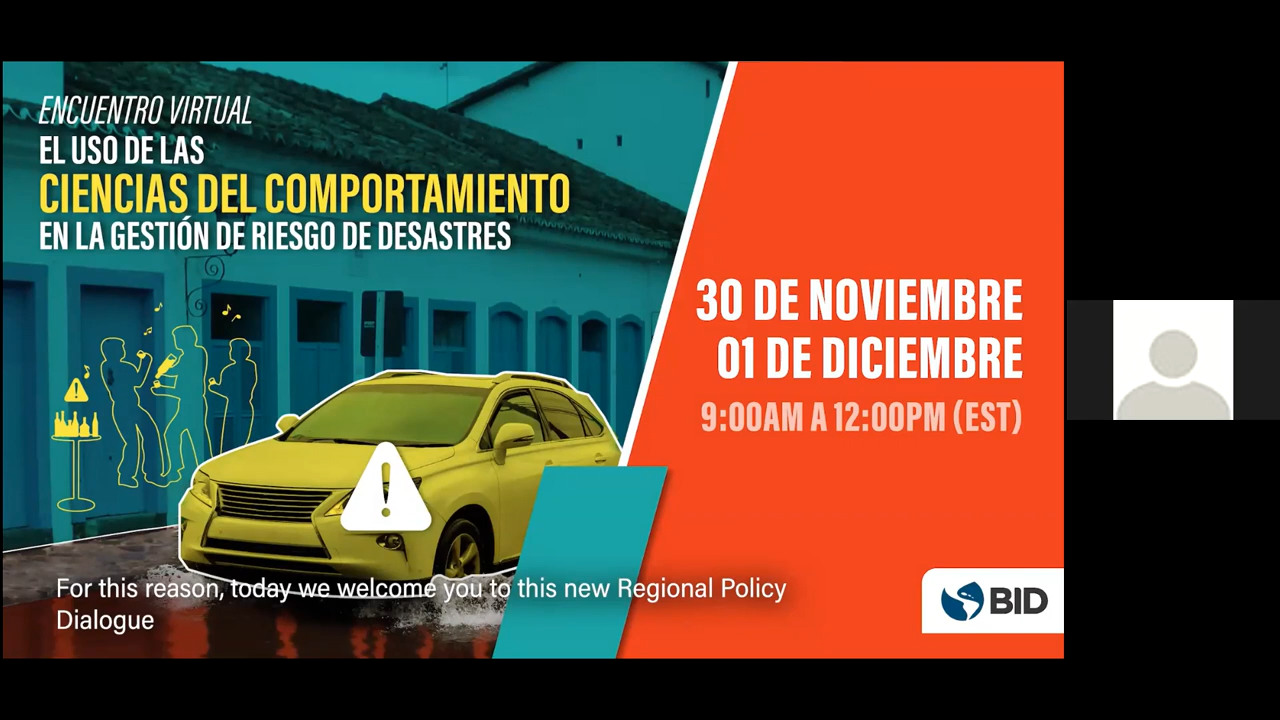 ENCUENTRO VIRTUAL
EL USO DE LAS
CIENCIAS DEL COMPORTAMIENTO
EN LA GESTIÓN DE RIESGO DE DESASTRES
30 DE NOVIEMBRE
01 DE DICIEMBRE
9:00AM A 12:00PM (EST)
For this reason, today we welcome you to this new Regional Policy
Dialogue
BID